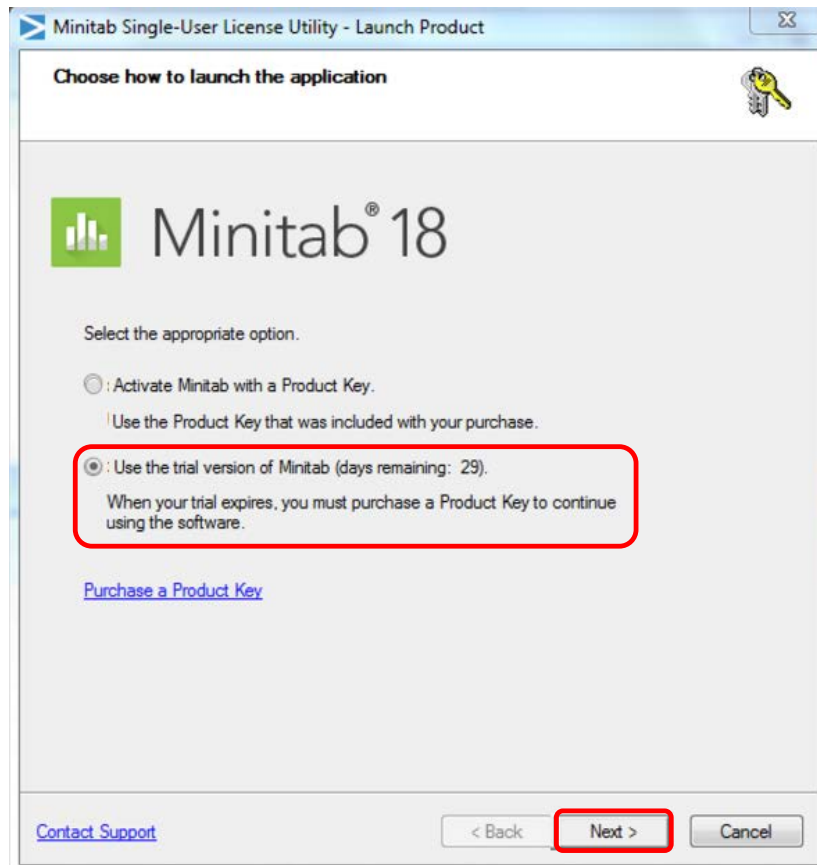 Minitab Single-User License Utility - Launch Product
Choose how to launch the application
Minitab® 18
Select the appropriate option.
Activate Minitab with a Product Key.
Use the Product Key that was included with your purchase.
Use the trial version of Minitab (days remaining: 29).
When your trial expires, you must purchase a Product Key to continue
using the software.
Purchase a Product Key
Contact Support
< Back
Next >
Cancel